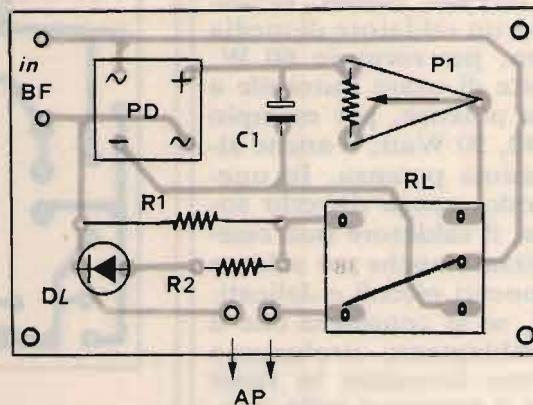 in
BF
~
+
PD
-
~
C1
P1
R1
RL
DL
R2
AP